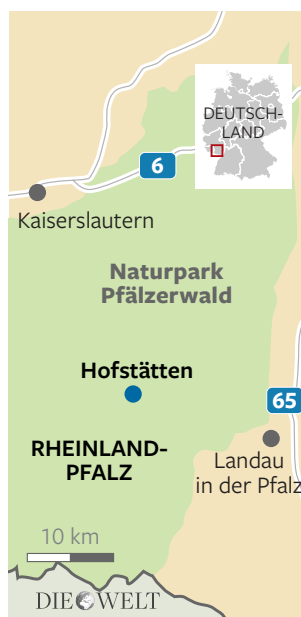 DEUTSCH-
LAND
6
Kaiserslautern
Naturpark
Pfälzerwald
Hofstätten
65
RHEINLAND-
PFALZ
Landau
in der Pfalz
10 km
DIE WELT